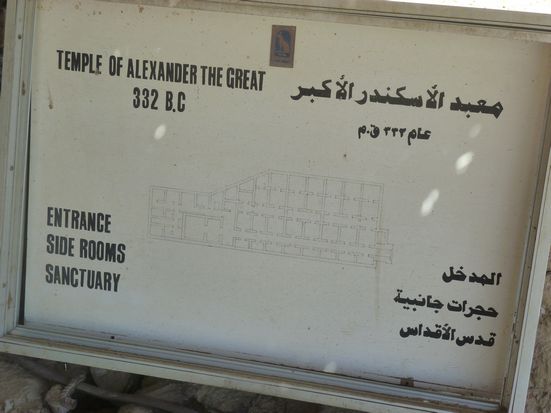 TEMPLE OF ALEXANDER THE GREAT
332 B.C
معبد الأسكندر الأكبر
عام ٣٣٢ ق.م
ENTRANCE
SIDE ROOMS
SANCTUARY
المدخل
حجرات جانبية
قدس الأقداس